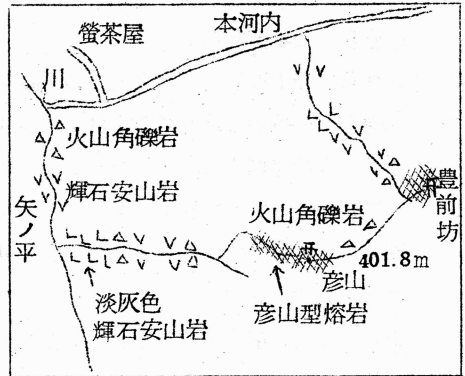 本河内
螢茶屋
川
火山角礫岩
輝石安山岩
矢ノ平
淡灰色
輝石安山岩
火山角礫岩
豊前坊
401.8m
彦山
彦山型熔岩